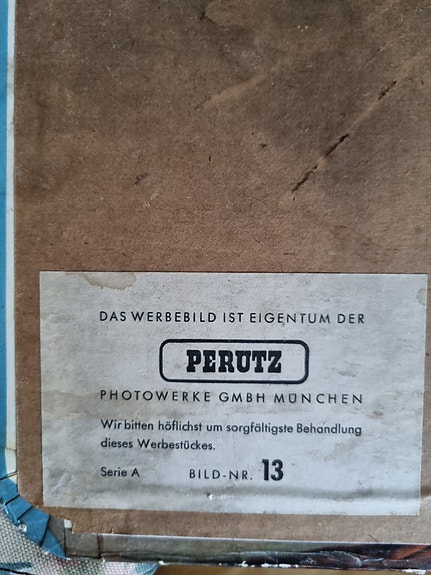 DAS WERBEBILD IST EIGENTUM DER
PERUTZ
PHOTOWERKE GMBH MÜNCHEN
Wir bitten höflichst um sorgfältigste Behandlung
dieses Werbestückes.
Serie A BILD-NR. 13